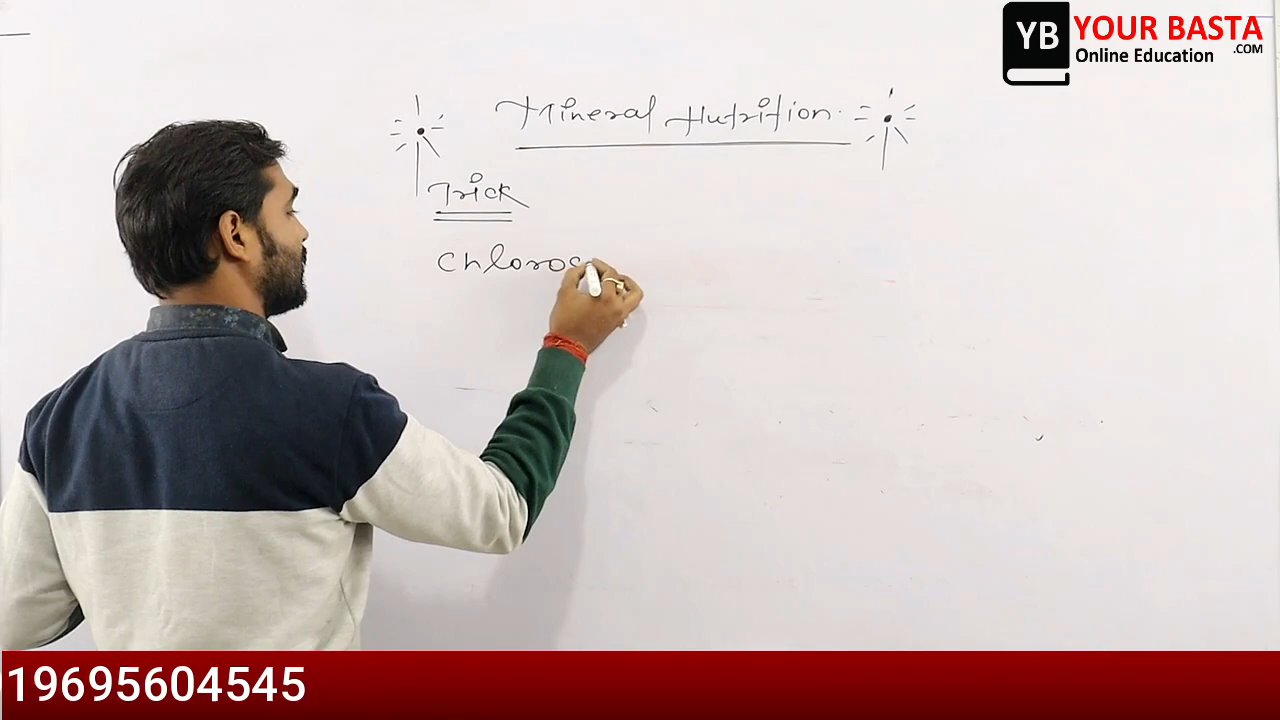 YB YOUR BASTA
.COM
Online Education
Mineral Nutrition.
Trick
Chloros
19695604545